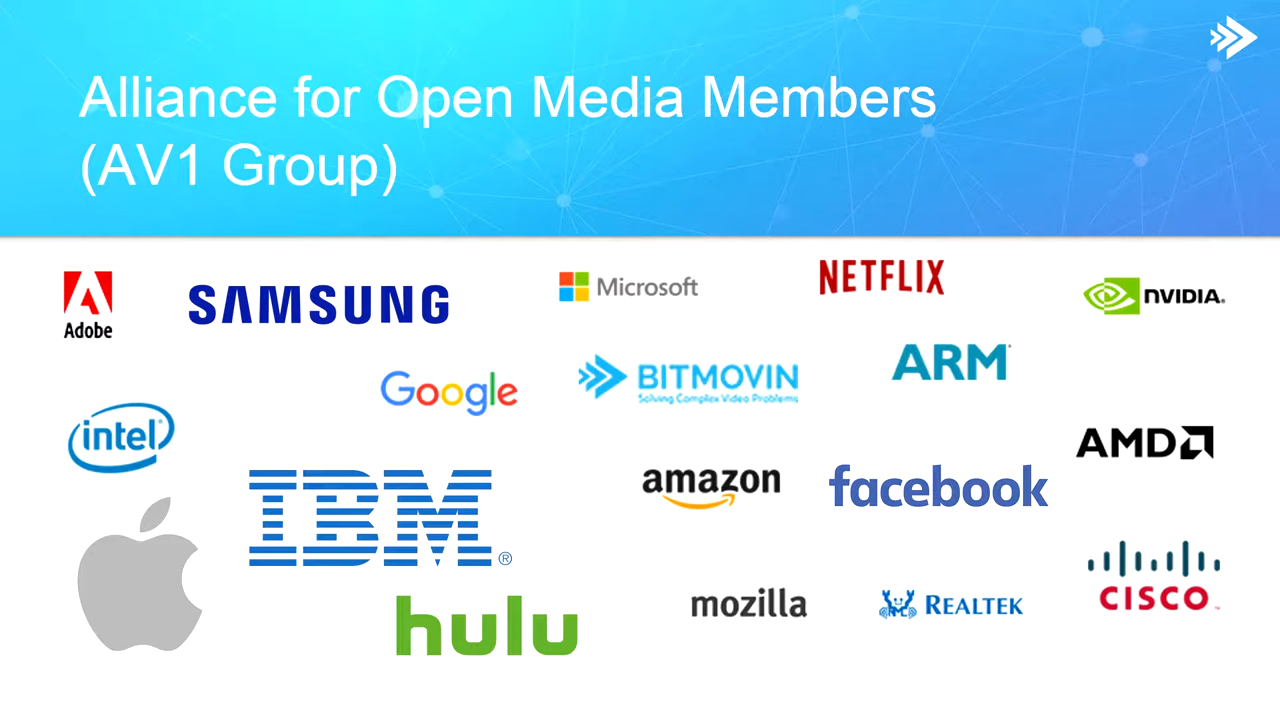 Alliance for Open Media Members
(AV1 Group)
Adobe
SAMSUNG
Microsoft
NETFLIX
NVIDIA.
Google
BITMOVIN
Solving Complex Video Problems
ARM
intel
AMD
IBM
®
amazon
facebook
hulu
mozilla
REALTEK
CISCO